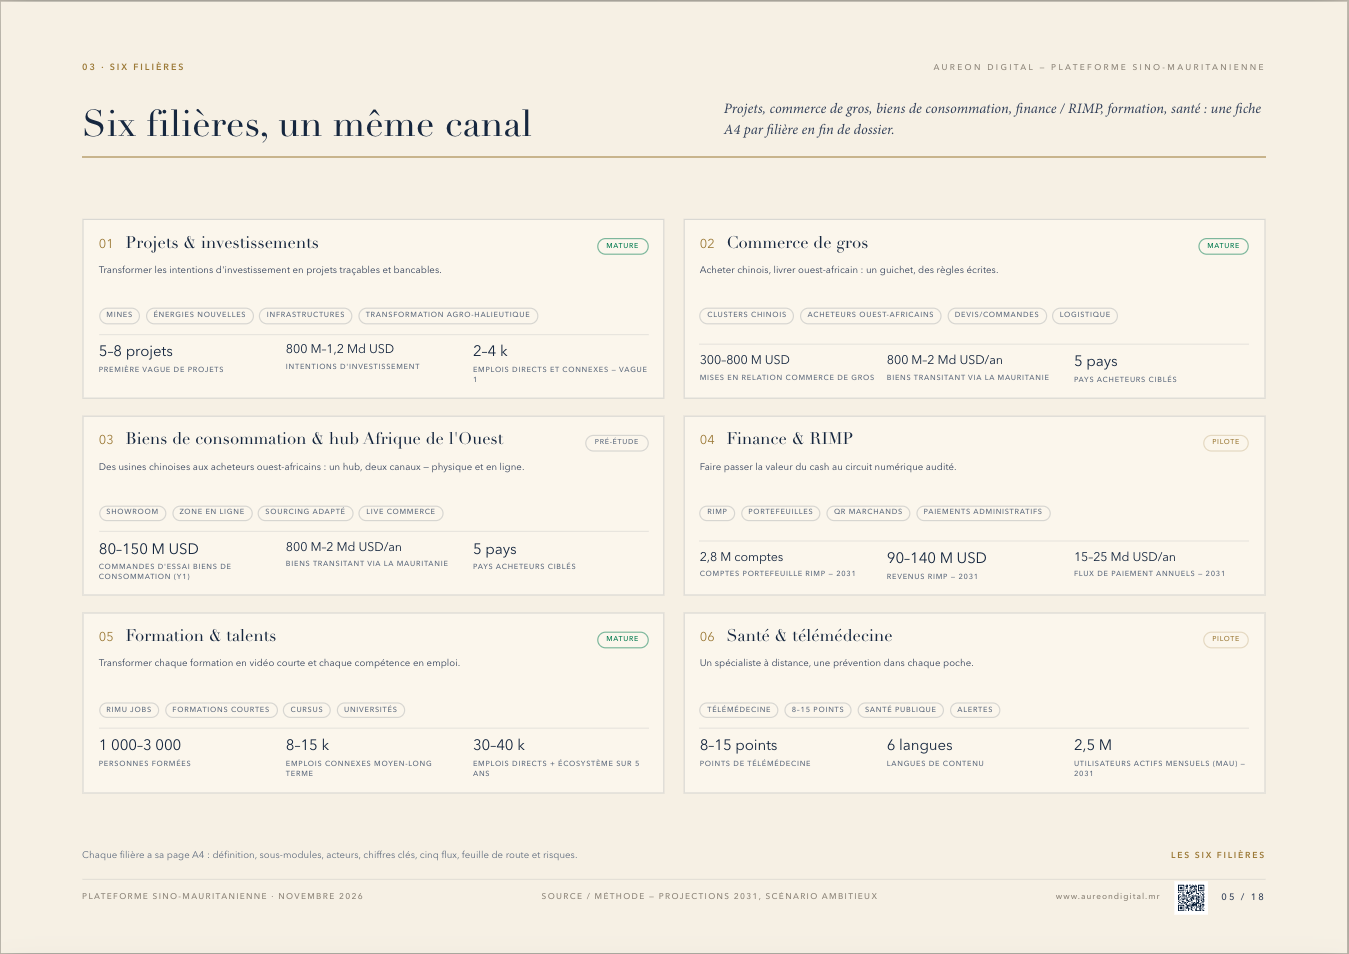 03 · SIX FILIÈRES
AUREON DIGITAL – PLATEFORME SINO-MAURITANIENNE
Six filières, un même canal
Projets, commerce de gros, biens de consommation, finance / RIMP, formation, santé : une fiche
A4 par filière en fin de dossier.
01 Projets & investissements
MATURE
Transformer les intentions d'investissement en projets traçables et bancables.
MINES
ÉNERGIES NOUVELLES
INFRASTRUCTURES
TRANSFORMATION AGRO-HALIEUTIQUE
5–8 projets
PREMIÈRE VAGUE DE PROJETS
800 M–1,2 Md USD
INTENTIONS D'INVESTISSEMENT
2–4 k
EMPLOIS DIRECTS ET CONNEXES – VAGUE
1
02 Commerce de gros
MATURE
Acheter chinois, livrer ouest-africain : un guichet, des règles écrites.
CLUSTERS CHINOIS
ACHETEURS OUEST-AFRICAINS
DEVIS/COMMANDES
LOGISTIQUE
300–800 M USD
MISES EN RELATION COMMERCE DE GROS
800 M–2 Md USD/an
BIENS TRANSITANT VIA LA MAURITANIE
5 pays
PAYS ACHETEURS CIBLÉS
03 Biens de consommation & hub Afrique de l'Ouest
PRÉ-ÉTUDE
Des usines chinoises aux acheteurs ouest-africains : un hub, deux canaux – physique et en ligne.
SHOWROOM
ZONE EN LIGNE
SOURCING ADAPTÉ
LIVE COMMERCE
80–150 M USD
COMMANDES D'ESSAI BIENS DE
CONSOMMATION (Y1)
800 M–2 Md USD/an
BIENS TRANSITANT VIA LA MAURITANIE
5 pays
PAYS ACHETEURS CIBLÉS
04 Finance & RIMP
PILOTE
Faire passer la valeur du cash au circuit numérique audité.
RIMP
PORTEFEUILLES
QR MARCHANDS
PAIEMENTS ADMINISTRATIFS
2,8 M comptes
COMPTES PORTEFEUILLE RIMP – 2031
90–140 M USD
REVENUS RIMP – 2031
15–25 Md USD/an
FLUX DE PAIEMENT ANNUELS – 2031
05 Formation & talents
MATURE
Transformer chaque formation en vidéo courte et chaque compétence en emploi.
RIMU JOBS
FORMATIONS COURTES
CURSUS
UNIVERSITÉS
1 000–3 000
PERSONNES FORMÉES
8–15 k
EMPLOIS CONNEXES MOYEN-LONG
TERME
30–40 k
EMPLOIS DIRECTS + ÉCOSYSTÈME SUR 5
ANS
06 Santé & télémédecine
PILOTE
Un spécialiste à distance, une prévention dans chaque poche.
TÉLÉMÉDECINE
8–15 POINTS
SANTÉ PUBLIQUE
ALERTES
8–15 points
POINTS DE TÉLÉMÉDECINE
6 langues
LANGUES DE CONTENU
2,5 M
UTILISATEURS ACTIFS MENSUELS (MAU) –
2031
Chaque filière a sa page A4 : définition, sous-modules, acteurs, chiffres clés, cinq flux, feuille de route et risques.
LES SIX FILIÈRES
PLATEFORME SINO-MAURITANIENNE · NOVEMBRE 2026
SOURCE / MÉTHODE – PROJECTIONS 2031, SCÉNARIO AMBITIEUX
www.aureondigital.mr
05 / 18